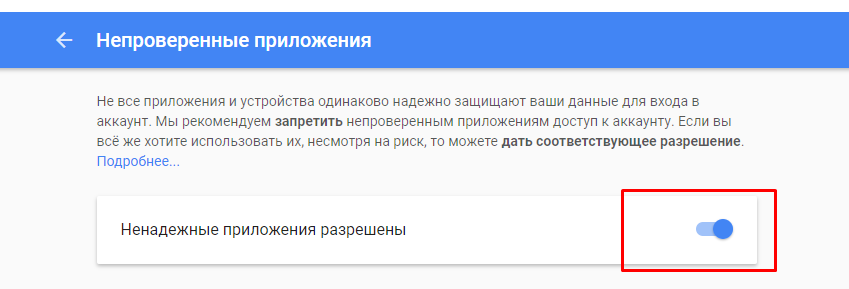 Непроверенные приложения
Не все приложения и устройства одинаково надежно защищают ваши данные для входа в
аккаунт. Мы рекомендуем запретить непроверенным приложениям доступ к аккаунту. Если вы
всё же хотите использовать их, несмотря на риск, то можете дать соответствующее разрешение.
Подробнее...
Ненадежные приложения разрешены